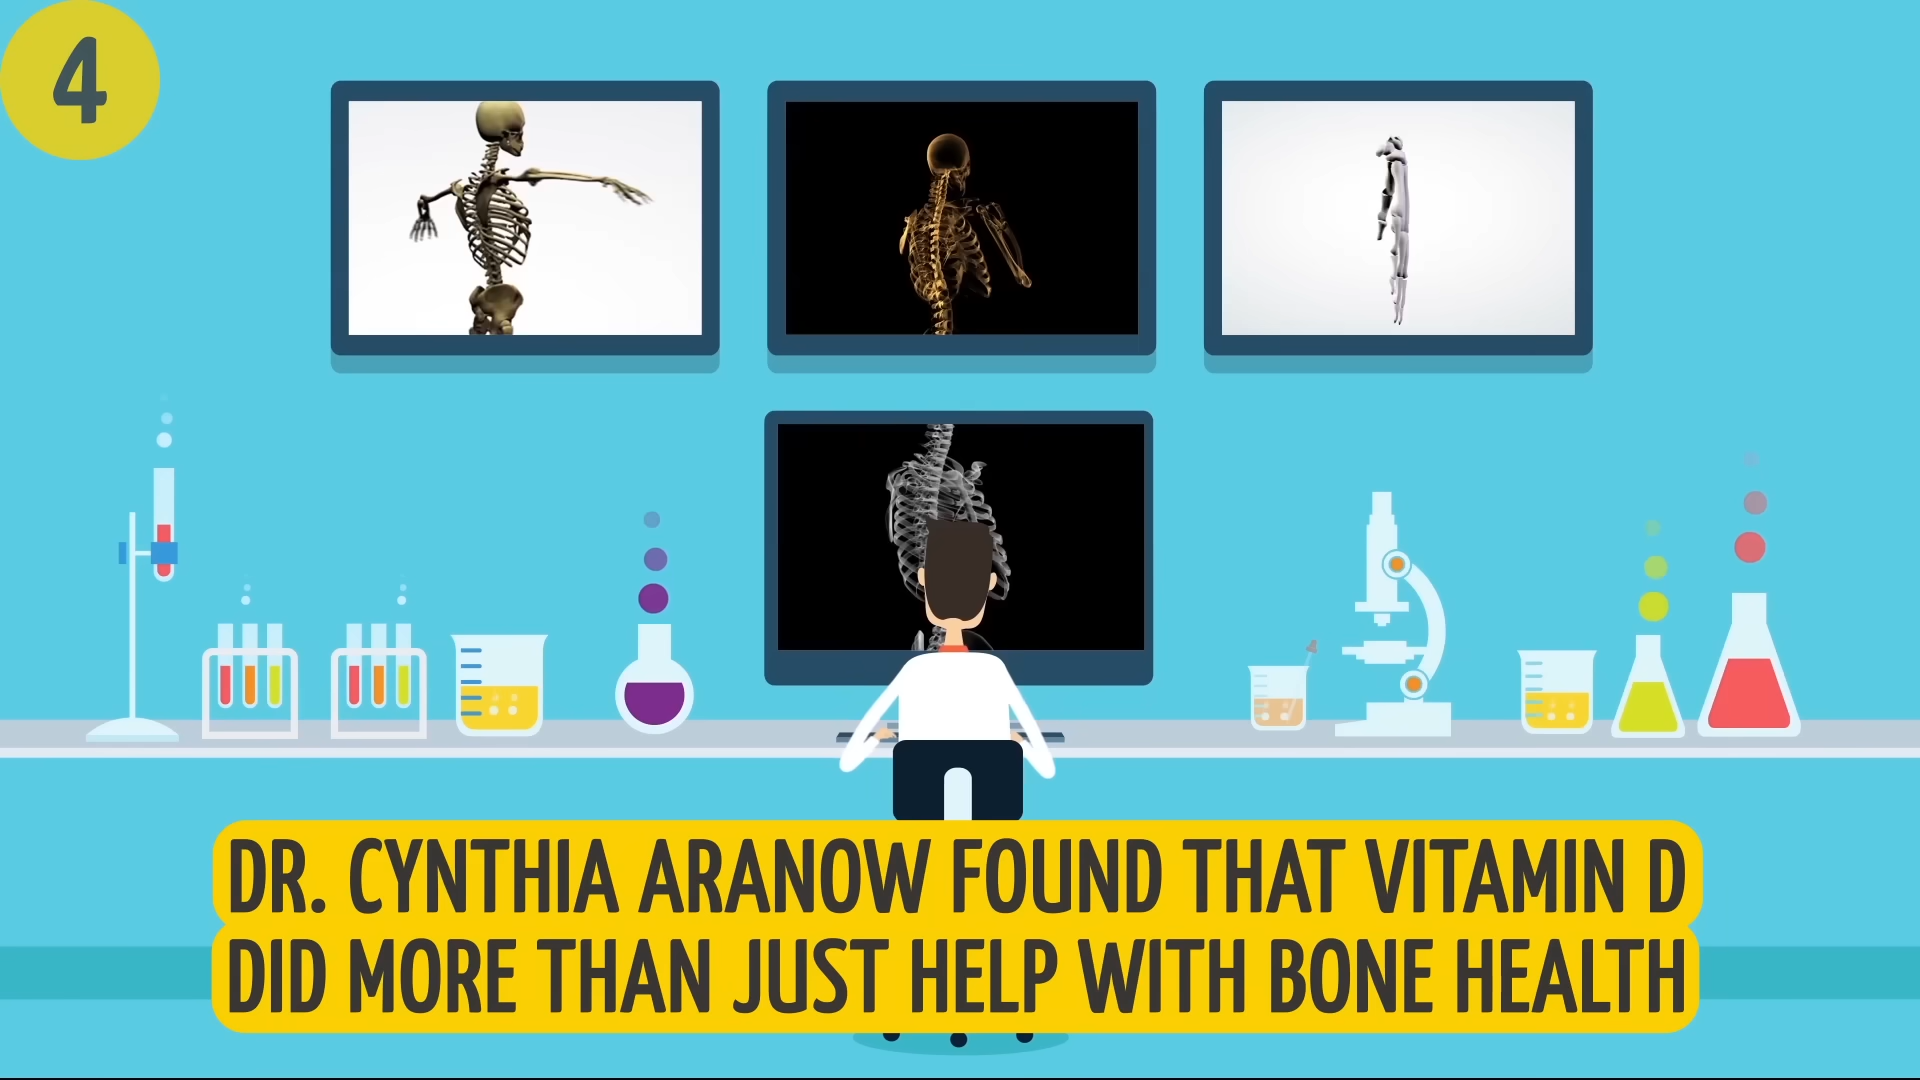 4
DR. CYNTHIA ARANOW FOUND THAT VITAMIN D
DID MORE THAN JUST HELP WITH BONE HEALTH